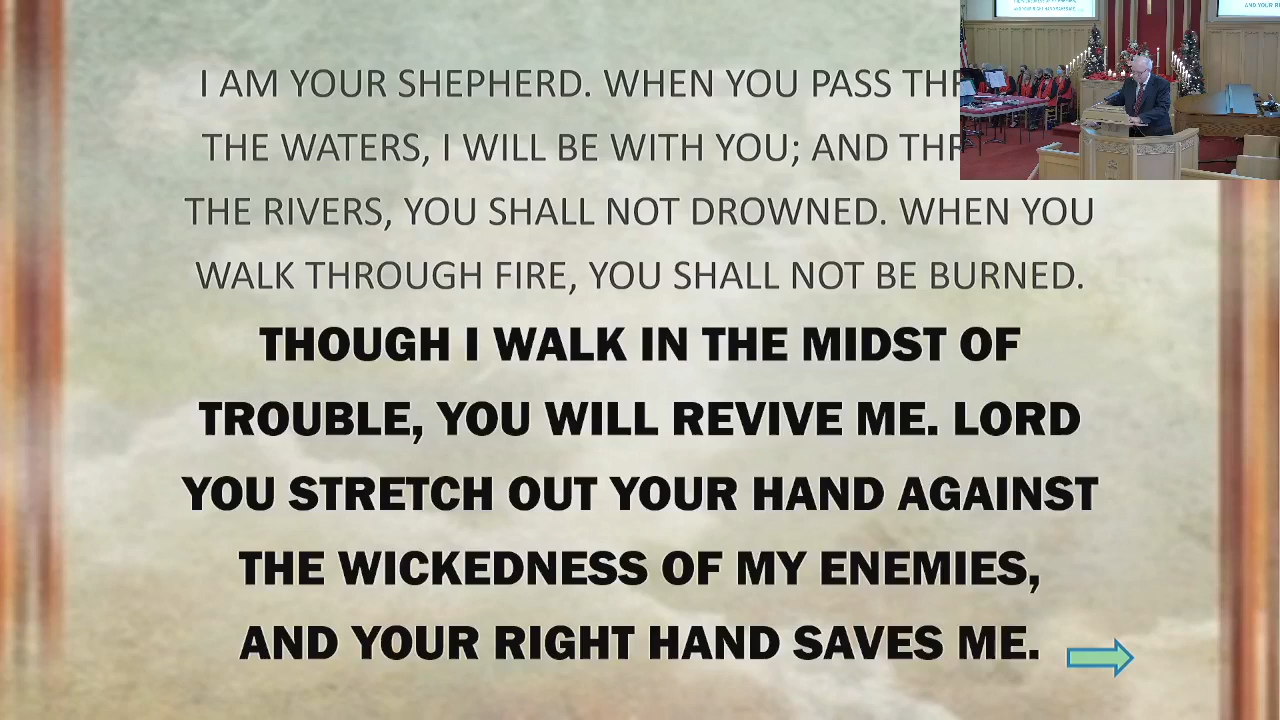 I AM YOUR SHEPHERD. WHEN YOU PASS
THE WATERS, I WILL BE WITH YOU; AND
THE RIVERS, YOU SHALL NOT DROWNED. WHEN YOU
WALK THROUGH FIRE, YOU SHALL NOT BE BURNED.
THOUGH I WALK IN THE MIDST OF
TROUBLE, YOU WILL REVIVE ME. LORD
YOU STRETCH OUT YOUR HAND AGAINST
THE WICKEDNESS OF MY ENEMIES,
AND YOUR RIGHT HAND SAVES ME.